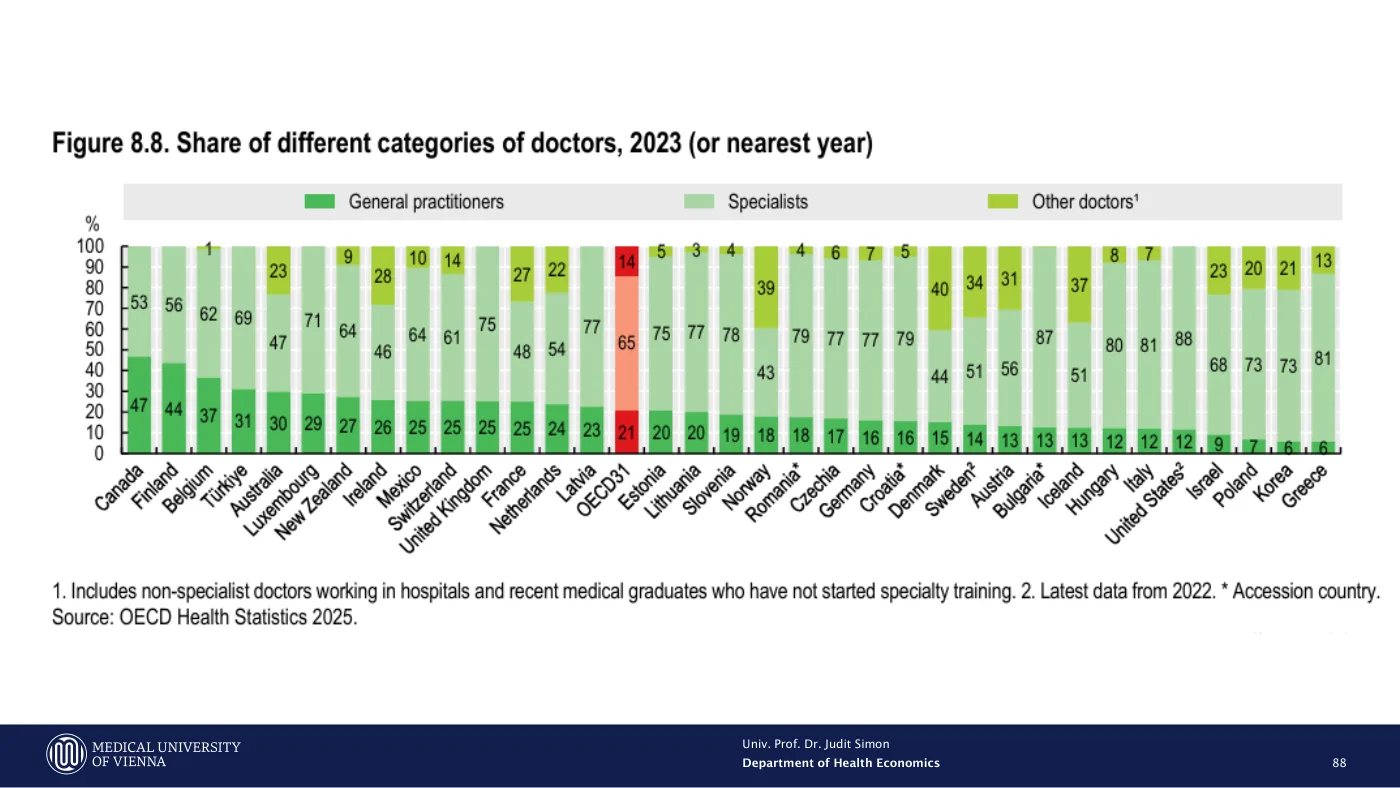 Figure 8.8. Share of different categories of doctors, 2023 (or nearest year)
General practitioners Specialists Other doctors¹
%
100
90
80
70
60
50
40
30
20
10
0
1 23 9 28 10 14 27 22 14 5 3 4 39 4 6 7 5 40 34 31 37 8 7 23 20 21 13
53 56 62 69 47 71 64 46 64 61 75 48 54 77 65 75 77 78 43 79 77 77 79 44 51 56 87 51 80 81 88 68 73 73 81
47 44 37 31 30 29 27 26 25 25 25 25 24 23 21 20 20 19 18 18 17 16 16 15 14 13 13 13 12 12 12 9 7 6 6
Canada Finland Belgium Türkiye Australia Luxembourg New Zealand Ireland Mexico Switzerland United Kingdom France Netherlands Latvia OECD31 Estonia Lithuania Slovenia Norway Romania* Czechia Germany Croatia* Denmark Sweden² Austria Bulgaria* Iceland Hungary Italy United States² Israel Poland Korea Greece
1. Includes non-specialist doctors working in hospitals and recent medical graduates who have not started specialty training. 2. Latest data from 2022. * Accession country.
Source: OECD Health Statistics 2025.
MEDICAL UNIVERSITY
OF VIENNA
Univ. Prof. Dr. Judit Simon
Department of Health Economics
88